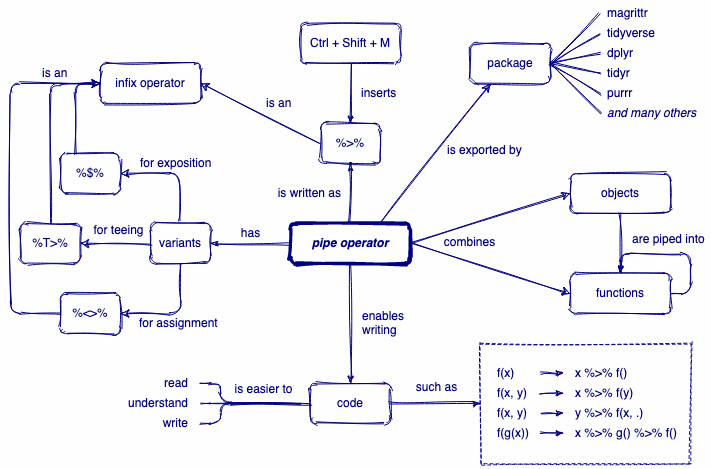 magrittr
tidyverse
dplyr
tidyr
purrr
and many others
package
Ctrl + Shift + M
is an
infix operator
inserts
is an
%>%
is exported by
%$%
for exposition
is written as
objects
%T>%
for teeing
variants
has
pipe operator
combines
are piped into
%<>%
for assignment
functions
enables
writing
read
understand
write
is easier to
code
such as
f(x) x %>% f()
f(x, y) x %>% f(y)
f(x, y) y %>% f(x, .)
f(g(x)) x %>% g() %>% f()